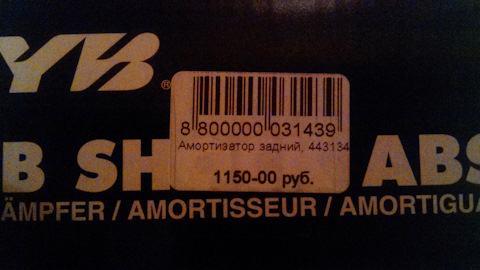 YB®
8 800000 031439
Амортизатор задний, 443134
1150-00 руб.
B SH ABS
ÄMPFER / AMORTISSEUR / AMORTIGUA